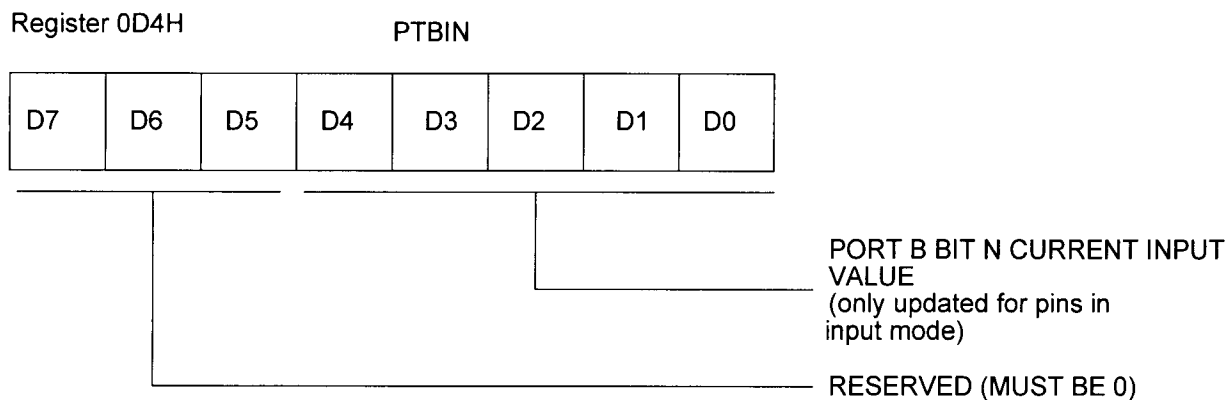 Register 0D4H
PTBIN
D7 D6 D5 D4 D3 D2 D1 D0
PORT B BIT N CURRENT INPUT
VALUE
(only updated for pins in
input mode)
RESERVED (MUST BE 0)